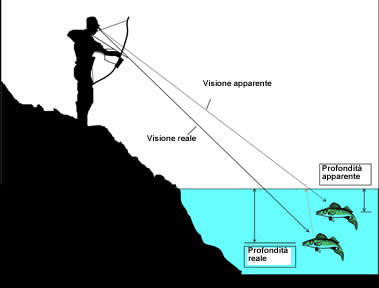 Visione apparente
Visione reale
Profondità
apparente
Profondità
reale